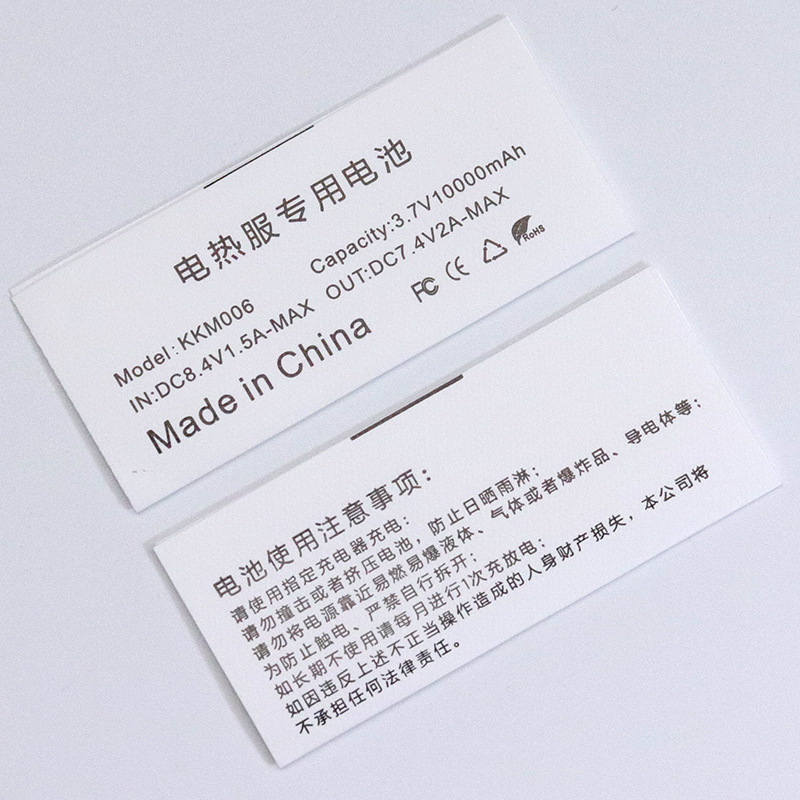 电热服专用电池
Model:KKM006
Capacity:3.7V10000mAh
IN:DC8.4V1.5A-MAX
OUT:DC7.4V2A-MAX
Made in China
FC CE RoHS
电池使用注意事项:
请使用指定充电器充电;
请勿撞击或者挤压电池,防止日晒雨淋;
请勿将电源靠近易燃易爆液体、气体或者爆炸品、导电体等;
为防止触电、严禁自行拆开;
如长期不使用请每月进行1次充放电;
如因违反上述不正当操作造成的人身财产损失,本公司将
不承担任何法律责任。